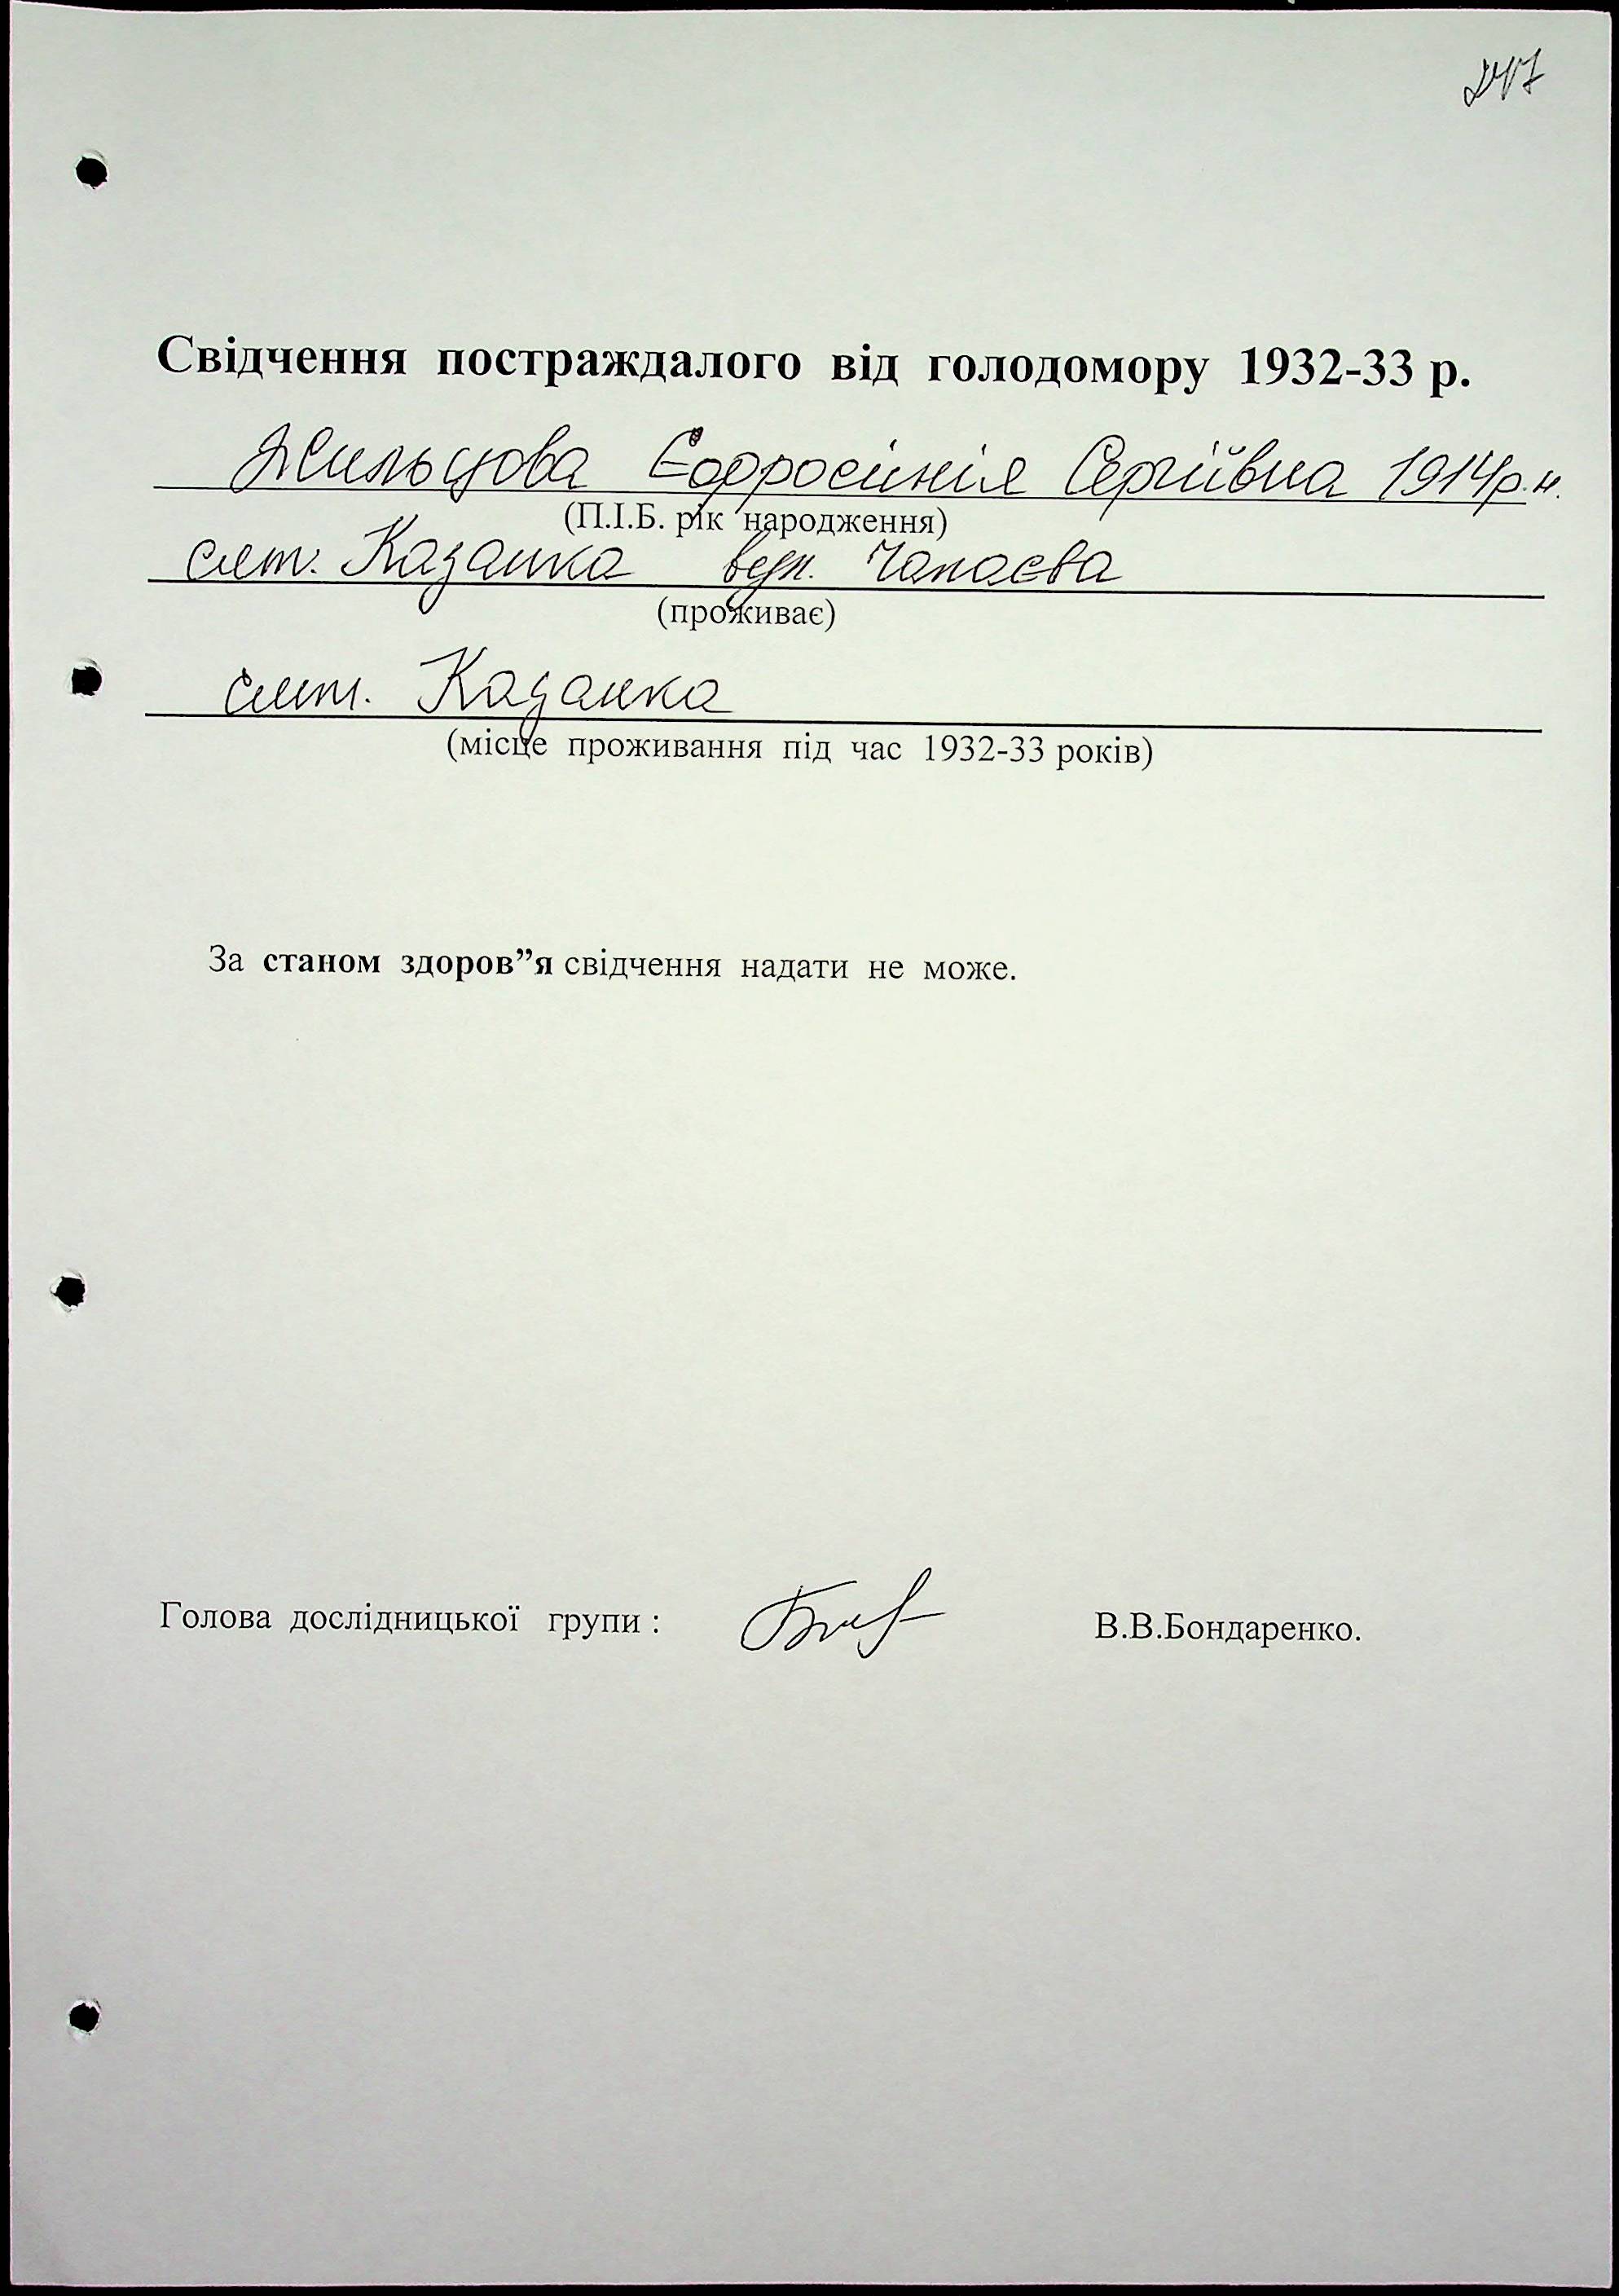 247
Свідчення постраждалого від голодомору 1932-33 р.
Жильцова Єфросинія Сергіївна 1914р.н.
(П.І.Б. рік народження)
смт. Казанка вул. Чапаєва
(проживає)
смт. Казанка
(місце проживання під час 1932-33 років)
За станом здоров”я свідчення надати не може.
Голова дослідницької групи : В.В.Бондаренко.